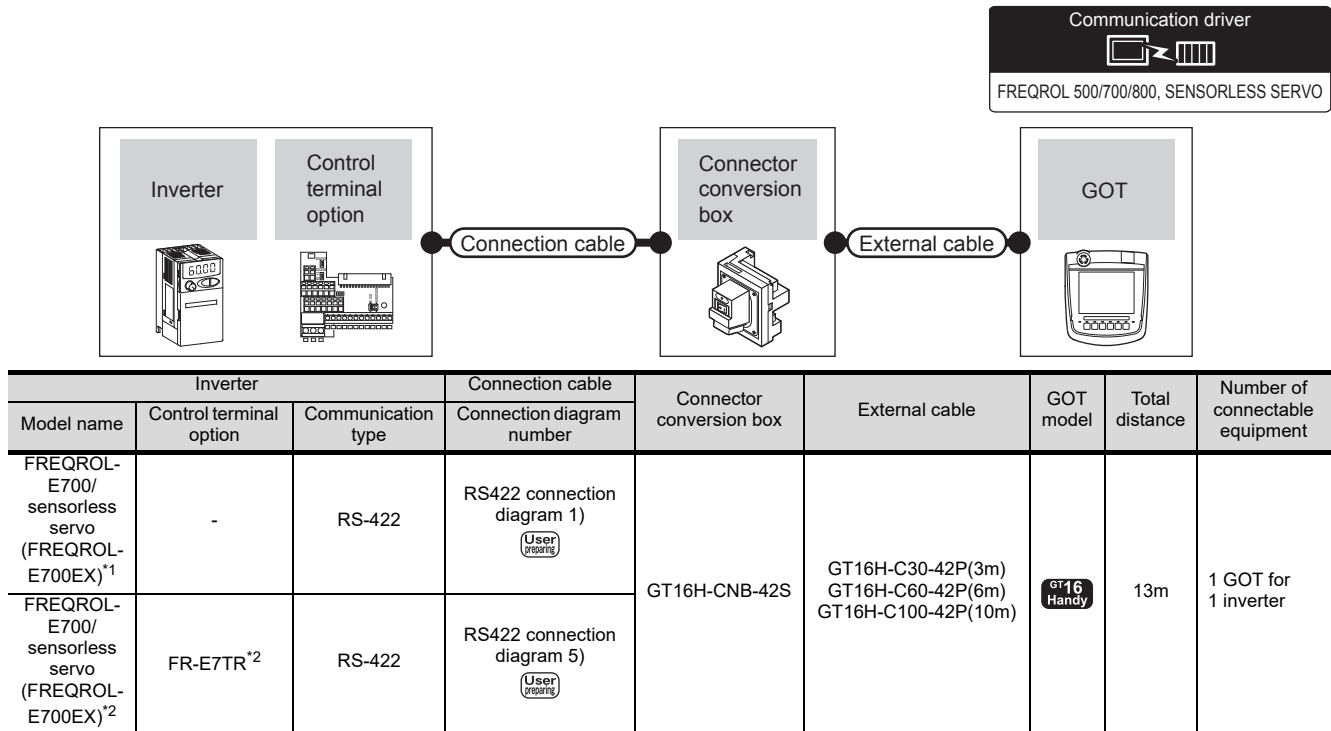 Communication driver
FREQROL 500/700/800, SENSORLESS SERVO
Inverter
Control
terminal
option
Connection cable
Connector
conversion
box
External cable
GOT
60.00
Inverter
Connection cable
Connector
conversion box
External cable
GOT
model
Total
distance
Number of
connectable
equipment
Model name
Control terminal
option
Communication
type
Connection diagram
number
FREQROL-
E700/
sensorless
servo
(FREQROL-
E700EX)*1
-
RS-422
RS422 connection
diagram 1)
User
preparing
GT16H-CNB-42S
GT16H-C30-42P(3m)
GT16H-C60-42P(6m)
GT16H-C100-42P(10m)
GT16
Handy
13m
1 GOT for
1 inverter
FREQROL-
E700/
sensorless
servo
(FREQROL-
E700EX)*2
FR-E7TR*2
RS-422
RS422 connection
diagram 5)
User
preparing